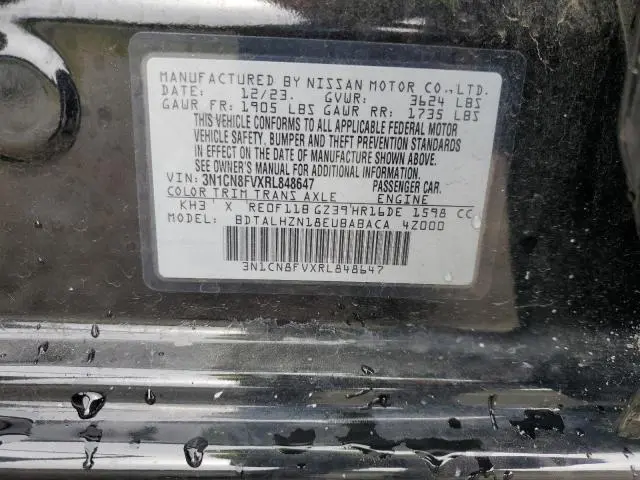 MANUFACTURED BY NISSAN MOTOR CO.,LTD.
DATE: 12/23. GVWR: 3624 LBS
GAWR FR: 1905 LBS GAWR RR: 1735 LBS
THIS VEHICLE CONFORMS TO ALL APPLICABLE FEDERAL MOTOR
VEHICLE SAFETY, BUMPER AND THEFT PREVENTION STANDARDS
IN EFFECT ON THE DATE OF MANUFACTURE SHOWN ABOVE.
SEE OWNER'S MANUAL FOR ADDITIONAL INFORMATION.
VIN: 3N1CN8FVXRL848647 PASSENGER CAR.
COLOR TRIM TRANS AXLE ENGINE
KH3 X RE0F11B GZ39 HR16DE 1598 CC
MODEL: BDTALHZN18EUBABACA 4Z000
3N1CN8FVXRL848647